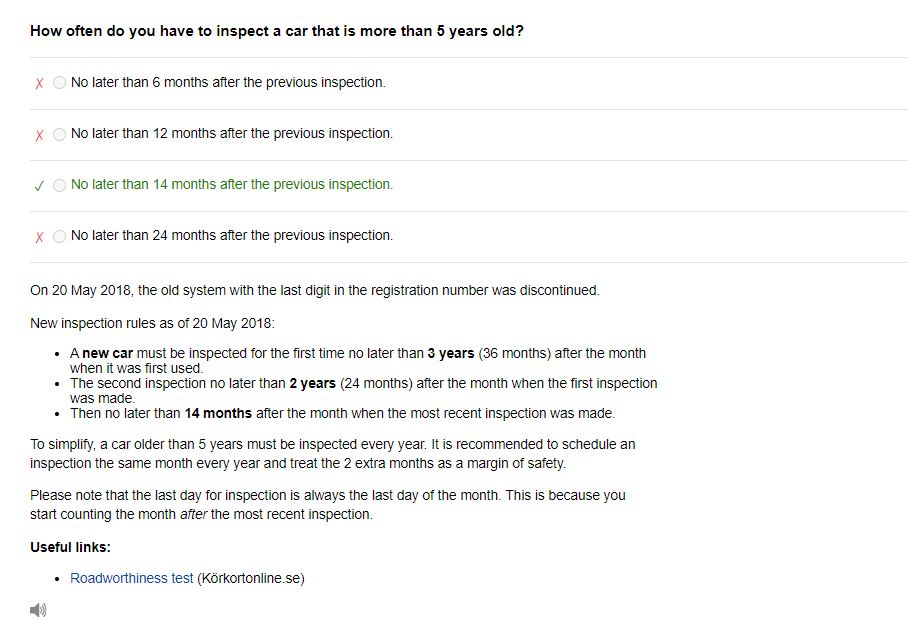 How often do you have to inspect a car that is more than 5 years old?
No later than 6 months after the previous inspection.
No later than 12 months after the previous inspection.
No later than 14 months after the previous inspection.
No later than 24 months after the previous inspection.
On 20 May 2018, the old system with the last digit in the registration number was discontinued.
New inspection rules as of 20 May 2018:
• A new car must be inspected for the first time no later than 3 years (36 months) after the month
when it was first used.
• The second inspection no later than 2 years (24 months) after the month when the first inspection
was made.
• Then no later than 14 months after the month when the most recent inspection was made.
To simplify, a car older than 5 years must be inspected every year. It is recommended to schedule an
inspection the same month every year and treat the 2 extra months as a margin of safety.
Please note that the last day for inspection is always the last day of the month. This is because you
start counting the month after the most recent inspection.
Useful links:
• Roadworthiness test (Körkortonline.se)